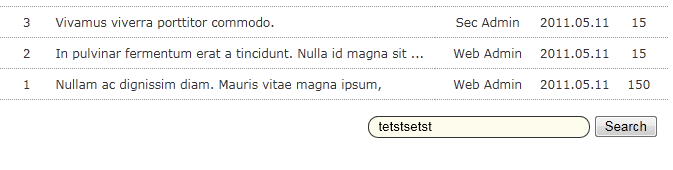 3 Vivamus viverra porttitor commodo. Sec Admin 2011.05.11 15
2 In pulvinar fermentum erat a tincidunt. Nulla id magna sit ... Web Admin 2011.05.11 15
1 Nullam ac dignissim diam. Mauris vitae magna ipsum, Web Admin 2011.05.11 150
tetstsetst Search